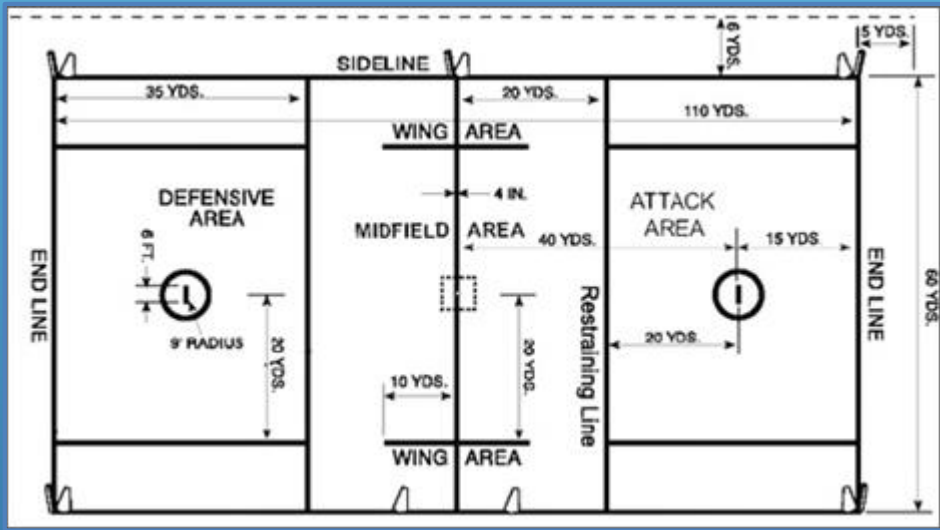 6 YDS.
5 YDS.
SIDELINE
35 YDS.
20 YDS.
110 YDS.
WING AREA
4 IN.
DEFENSIVE
AREA
ATTACK
AREA
MIDFIELD AREA
40 YDS.
15 YDS
6 FT.
END LINE
END LINE
60 YDS.
9' RADIUS
20 YDS.
20 YDS.
Restraining Line
20 YDS.
10 YDS.
WING AREA